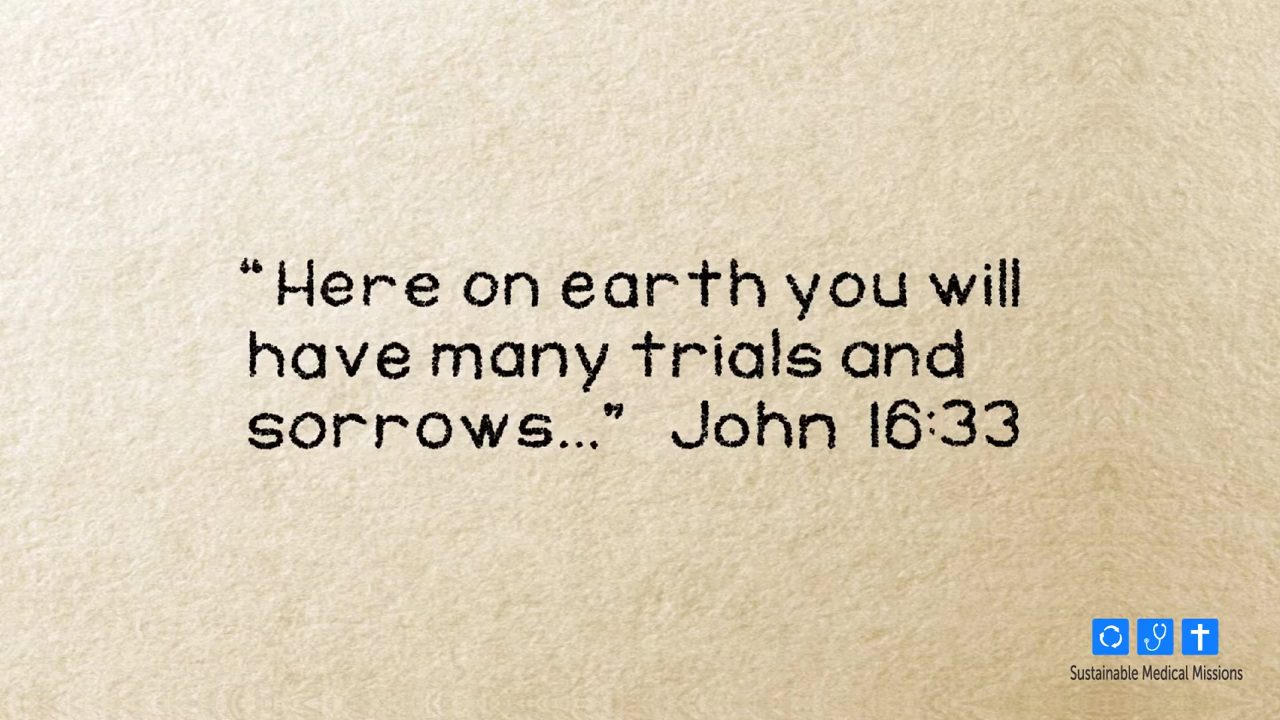 “Here on earth you will
have many trials and
sorrows...” John 16:33
Sustainable Medical Missions